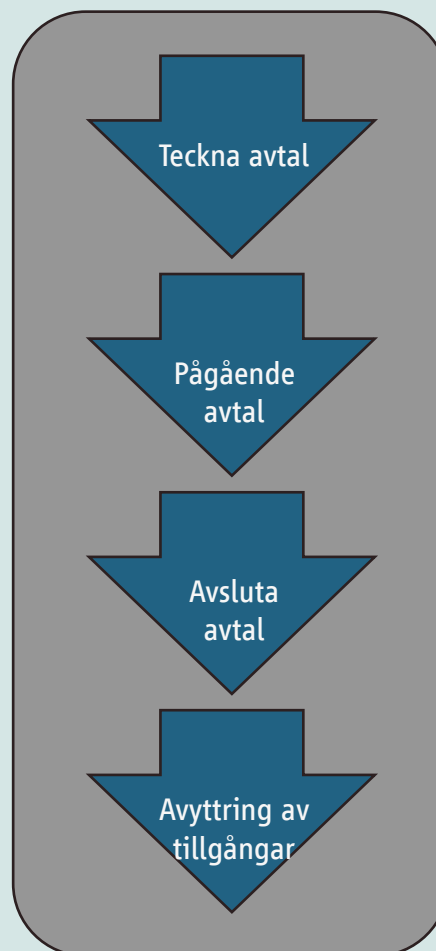 Teckna avtal
Pågående
avtal
Avsluta
avtal
Avyttring av
tillgångar